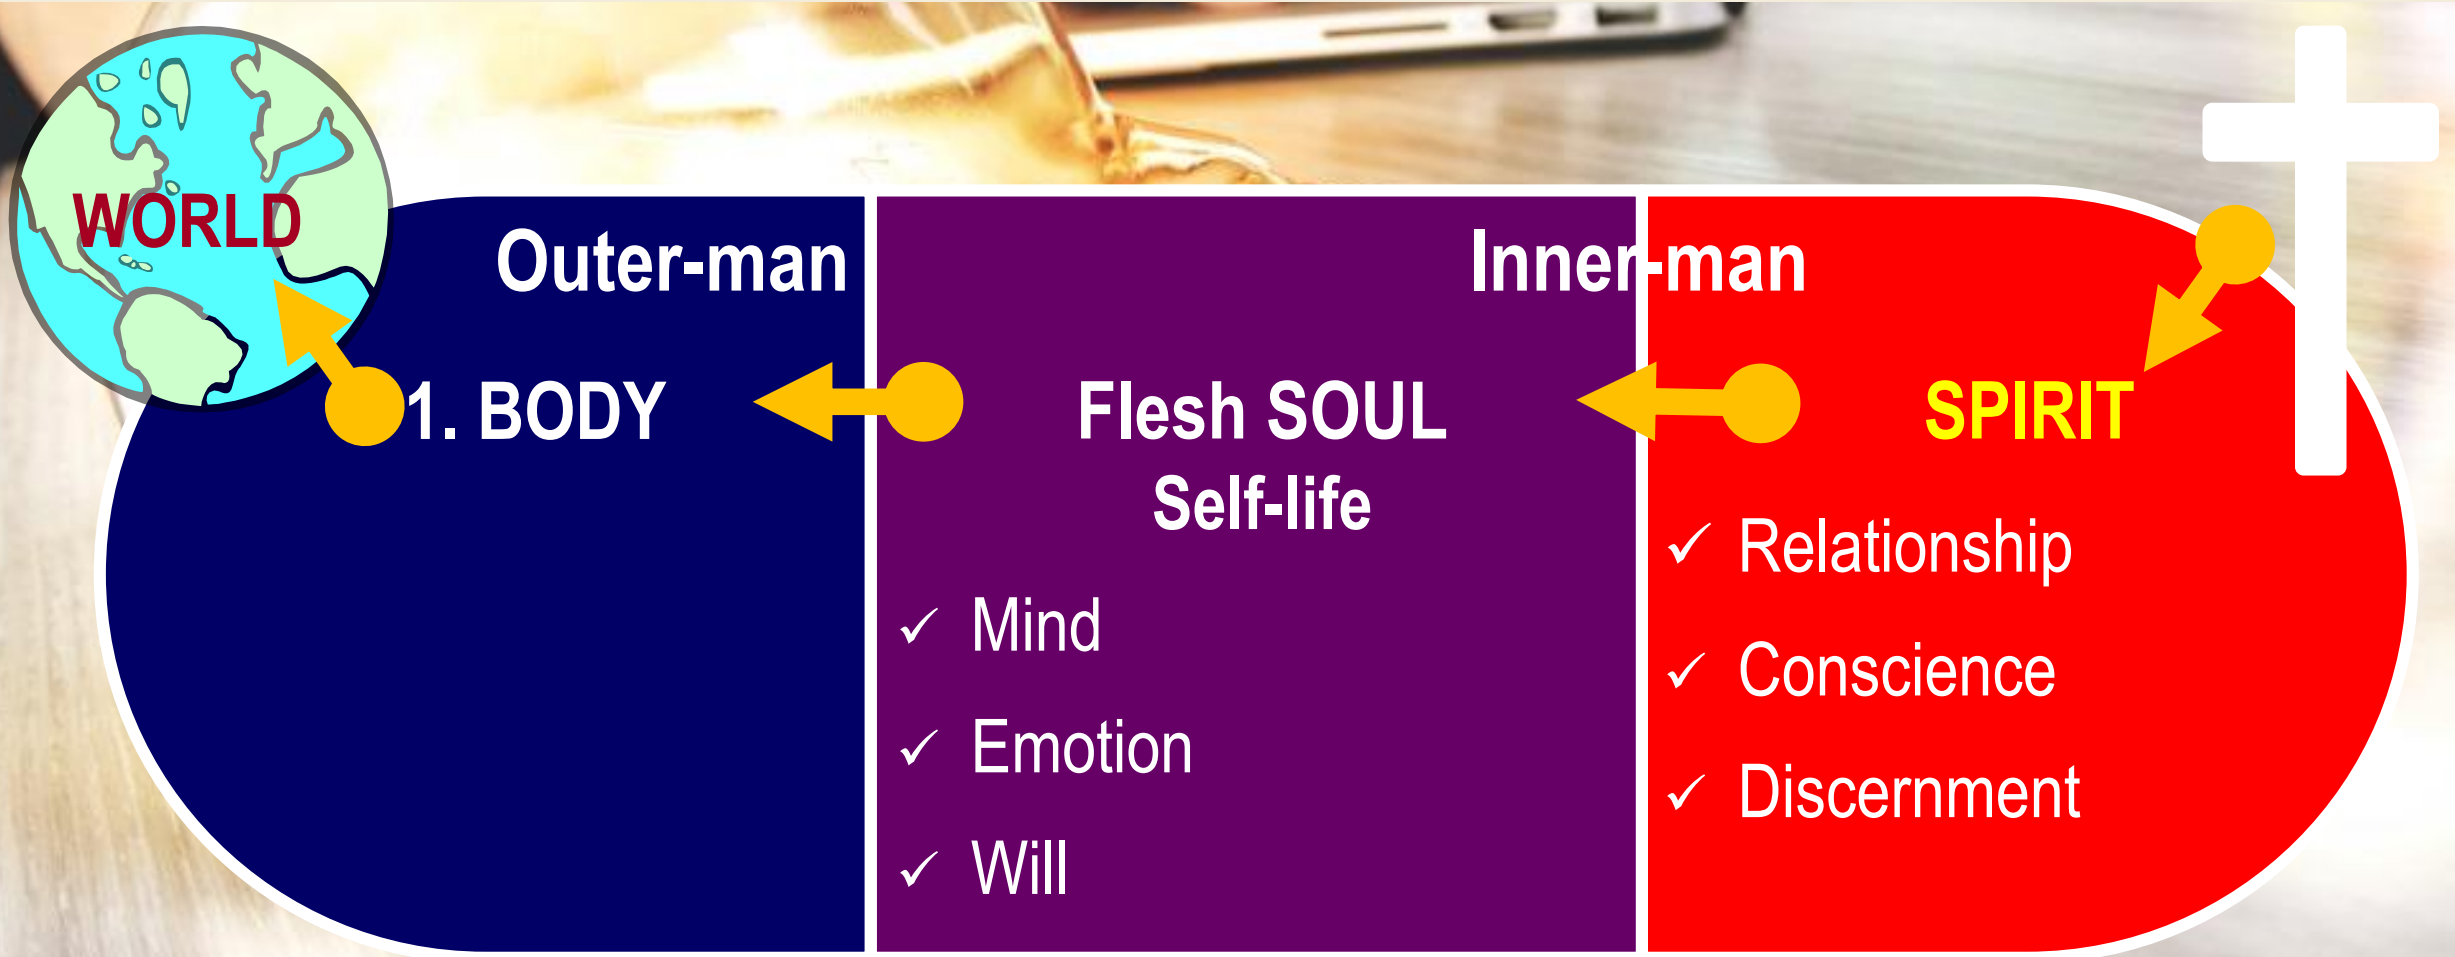 WORLD
Outer-man
Inner-man
1. BODY
Flesh SOUL
Self-life
SPIRIT
✓ Mind
✓ Emotion
✓ Will
✓ Relationship
✓ Conscience
✓ Discernment